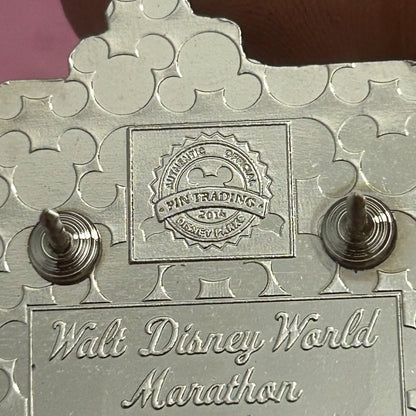 AUTHENTIC OFFICIAL
PIN TRADING
2014
DISNEY PARKS
Walt Disney World
Marathon